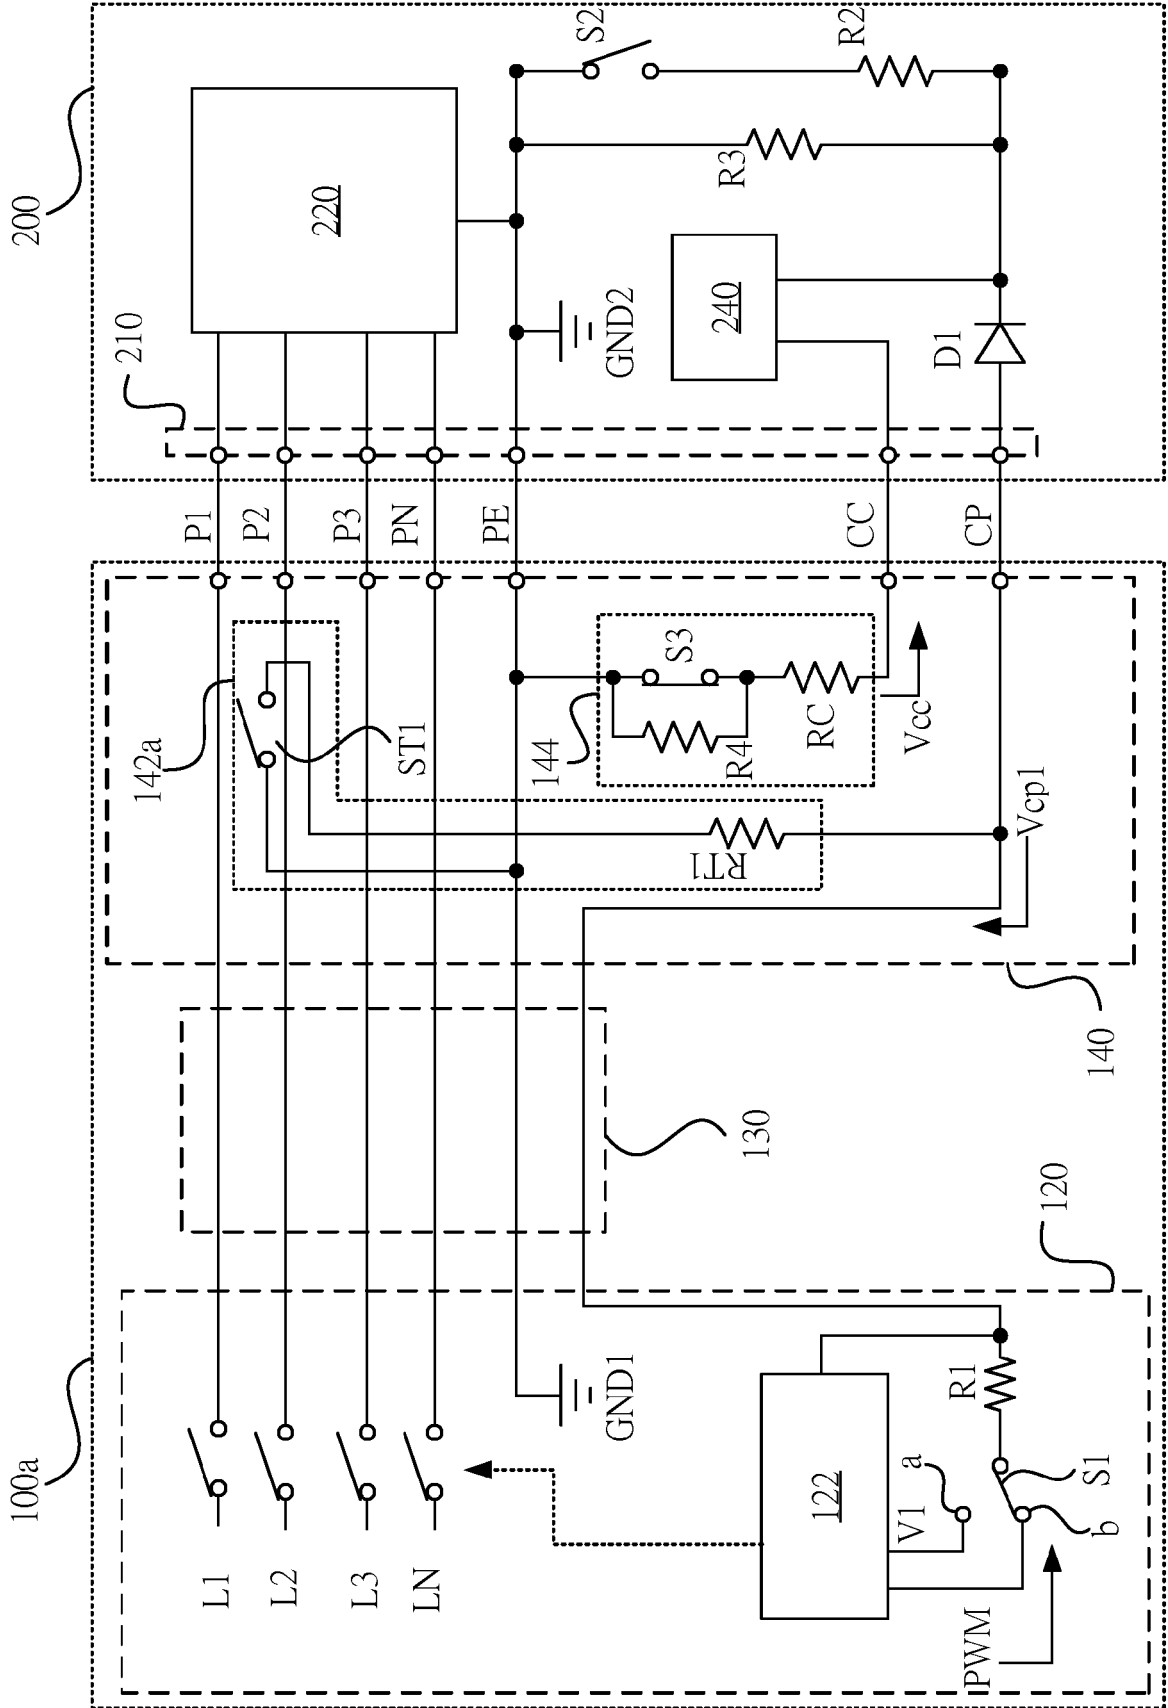 200
210
220
S2
R2
R3
240
GND2
D1
P1
P2
P3
PN
PE
CC
CP
142a
ST1
144
S3
R4
RC
Vcc
RT1
Vcp1
140
130
120
100a
L1
L2
L3
LN
GND1
122
R1
V1
a
S1
b
PWM